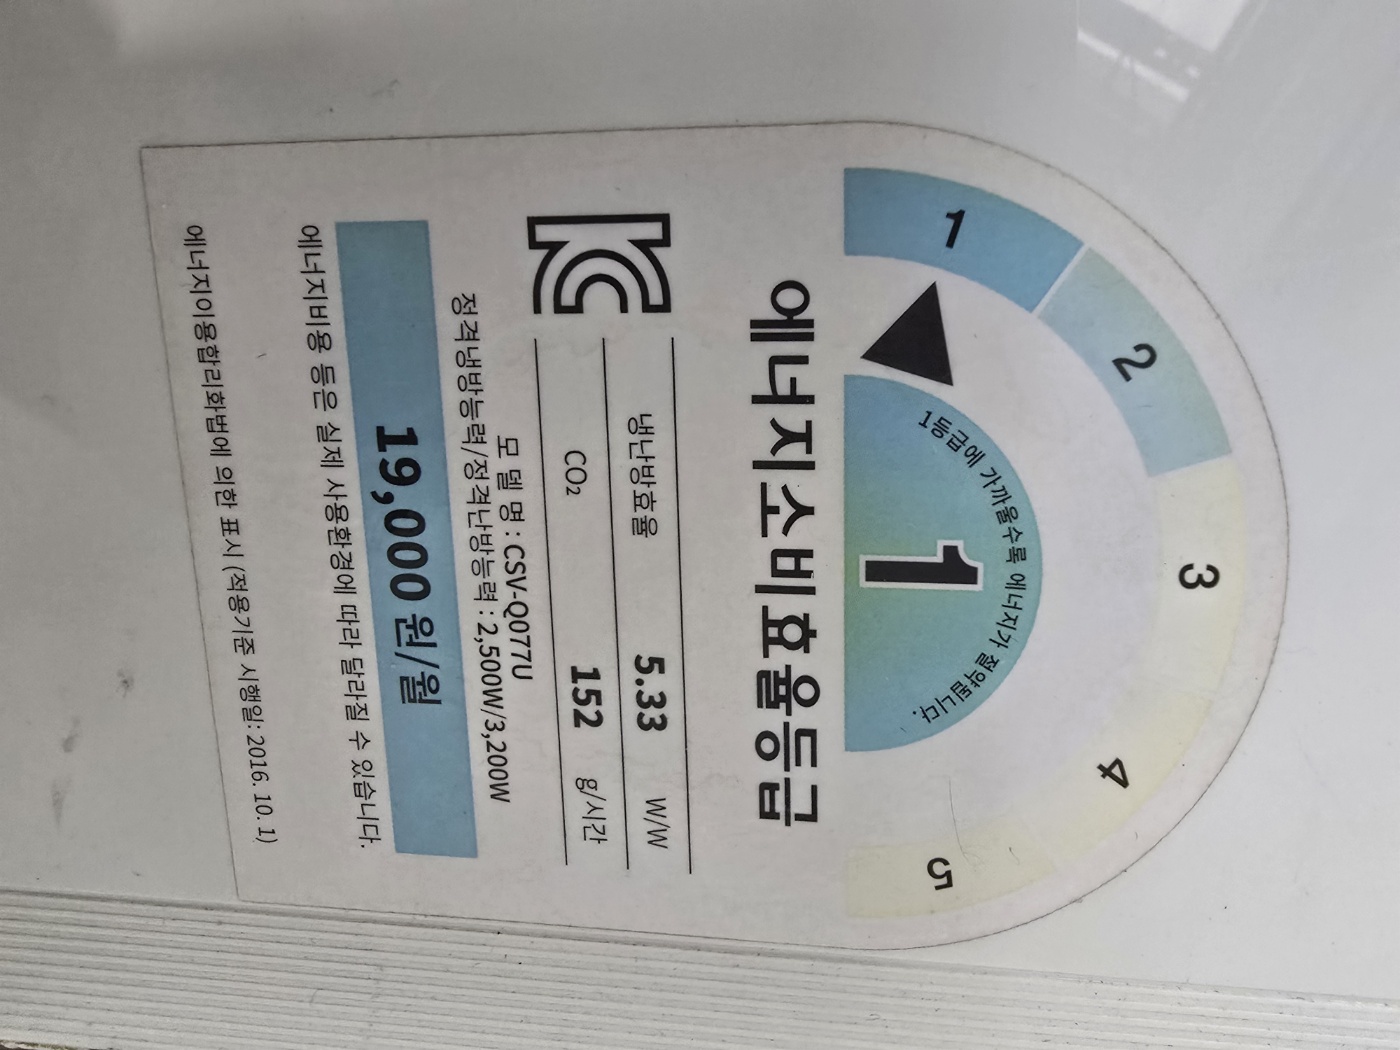 1
2
3
4
5
1등급에 가까울수록 에너지가 절약됩니다.
1
에너지소비효율등급
냉난방효율 5.33 W/W
CO₂ 152 g/시간
모 델 명 : CSV-Q077U
정격냉방능력/정격난방능력 : 2,500W/3,200W
19,000 원/월
에너지비용 등은 실제 사용환경에 따라 달라질 수 있습니다.
에너지이용합리화법에 의한 표시 (적용기준 시행일: 2016. 10. 1)